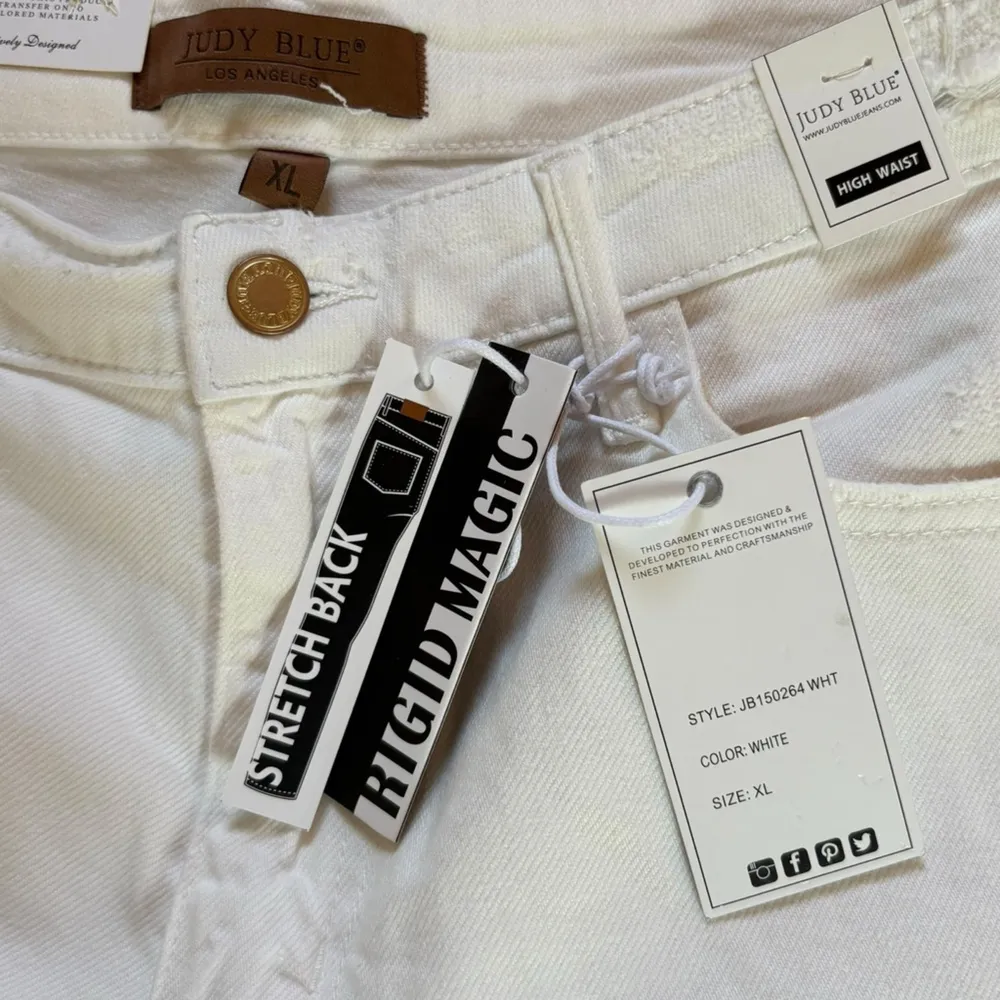 TRANSFER ONTO
COLORED MATERIALS
Designed
JUDY BLUE®
LOS ANGELES
XL
JUDY BLUE®
WWW.JUDYBLUEJEANS.COM
HIGH WAIST
STRETCH BACK
RIGID MAGIC
THIS GARMENT WAS DESIGNED &
DEVELOPED TO PERFECTION WITH THE
FINEST MATERIAL AND CRAFTSMANSHIP
STYLE: JB150264 WHT
COLOR: WHITE
SIZE: XL